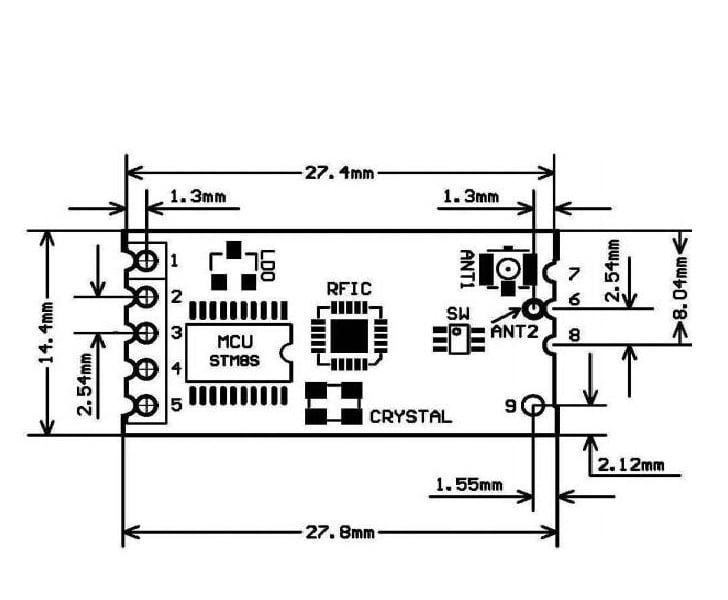 27.4mm
1.3mm
1.3mm
14.4mm
1
2
3
4
5
2.54mm
LDO
RFIC
MCU
STM8S
CRYSTAL
ANT1
SW
ANT2
7
6
8
9
2.54mm
8.04mm
2.12mm
1.55mm
27.8mm